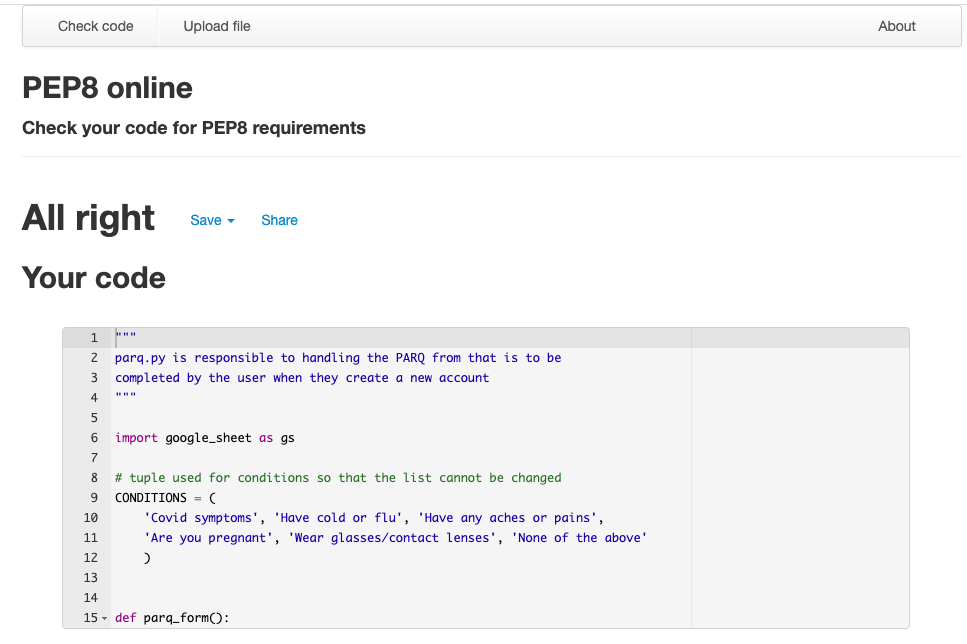 Check code Upload file About
PEP8 online
Check your code for PEP8 requirements
All right Save Share
Your code
1 """
2 parq.py is responsible to handling the PARQ from that is to be
3 completed by the user when they create a new account
4 """
5
6 import google_sheet as gs
7
8 # tuple used for conditions so that the list cannot be changed
9 CONDITIONS = (
10     'Covid symptoms', 'Have cold or flu', 'Have any aches or pains',
11     'Are you pregnant', 'Wear glasses/contact lenses', 'None of the above'
12     )
13
14
15 def parq_form():